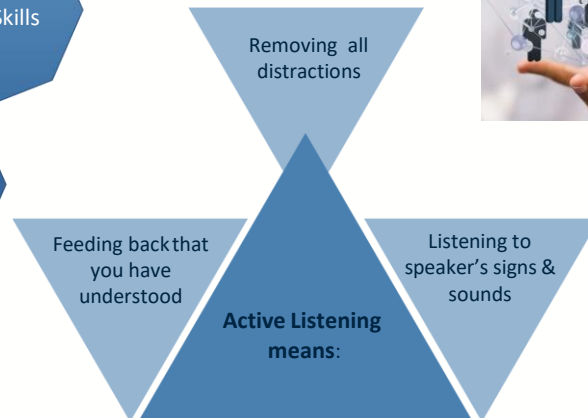 Skills
Removing all
distractions
Feeding back that
you have
understood
Listening to
speaker's signs &
sounds
Active Listening
means: